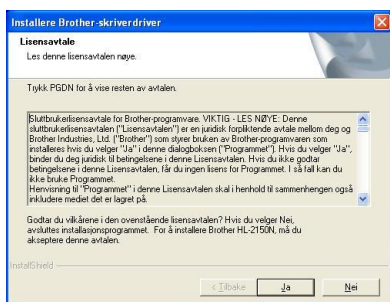 Installere Brother-skriverdriver
Lisensavtale
Les denne lisensavtalen nøye.
Trykk PGDN for å vise resten av avtalen.
Sluttbrukerlisensavtale for Brother-programvare. VIKTIG - LES NØYE: Denne
sluttbrukerlisensavtalen ("Lisensavtalen") er en juridisk forpliktende avtale mellom deg og
Brother Industries, Ltd. ("Brother") som styrer bruken av Brother-programvaren som
installeres hvis du velger "Ja" i denne dialogboksen ("Programmet"). Hvis du velger "Ja",
binder du deg juridisk til betingelsene i denne Lisensavtalen. Hvis du ikke godtar
betingelsene i denne Lisensavtalen, får du ingen lisens for Programmet. I så fall kan du
ikke bruke Programmet.
Henvisning til "Programmet" i denne Lisensavtalen skal i henhold til sammenhengen også
inkludere mediet det er lagret på.
Godtar du vilkårene i den ovenstående lisensavtalen? Hvis du velger Nei,
avsluttes installasjonsprogrammet. For å installere Brother HL-2150N, må du
akseptere denne avtalen.
InstallShield
< Tilbake
Ja
Nei